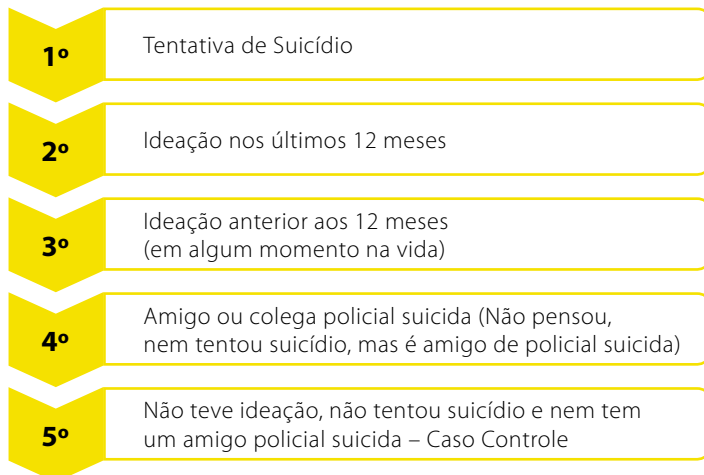 1º
Tentativa de Suicídio
2º
Ideação nos últimos 12 meses
3º
Ideação anterior aos 12 meses
(em algum momento na vida)
4º
Amigo ou colega policial suicida (Não pensou,
nem tentou suicídio, mas é amigo de policial suicida)
5º
Não teve ideação, não tentou suicídio e nem tem
um amigo policial suicida – Caso Controle